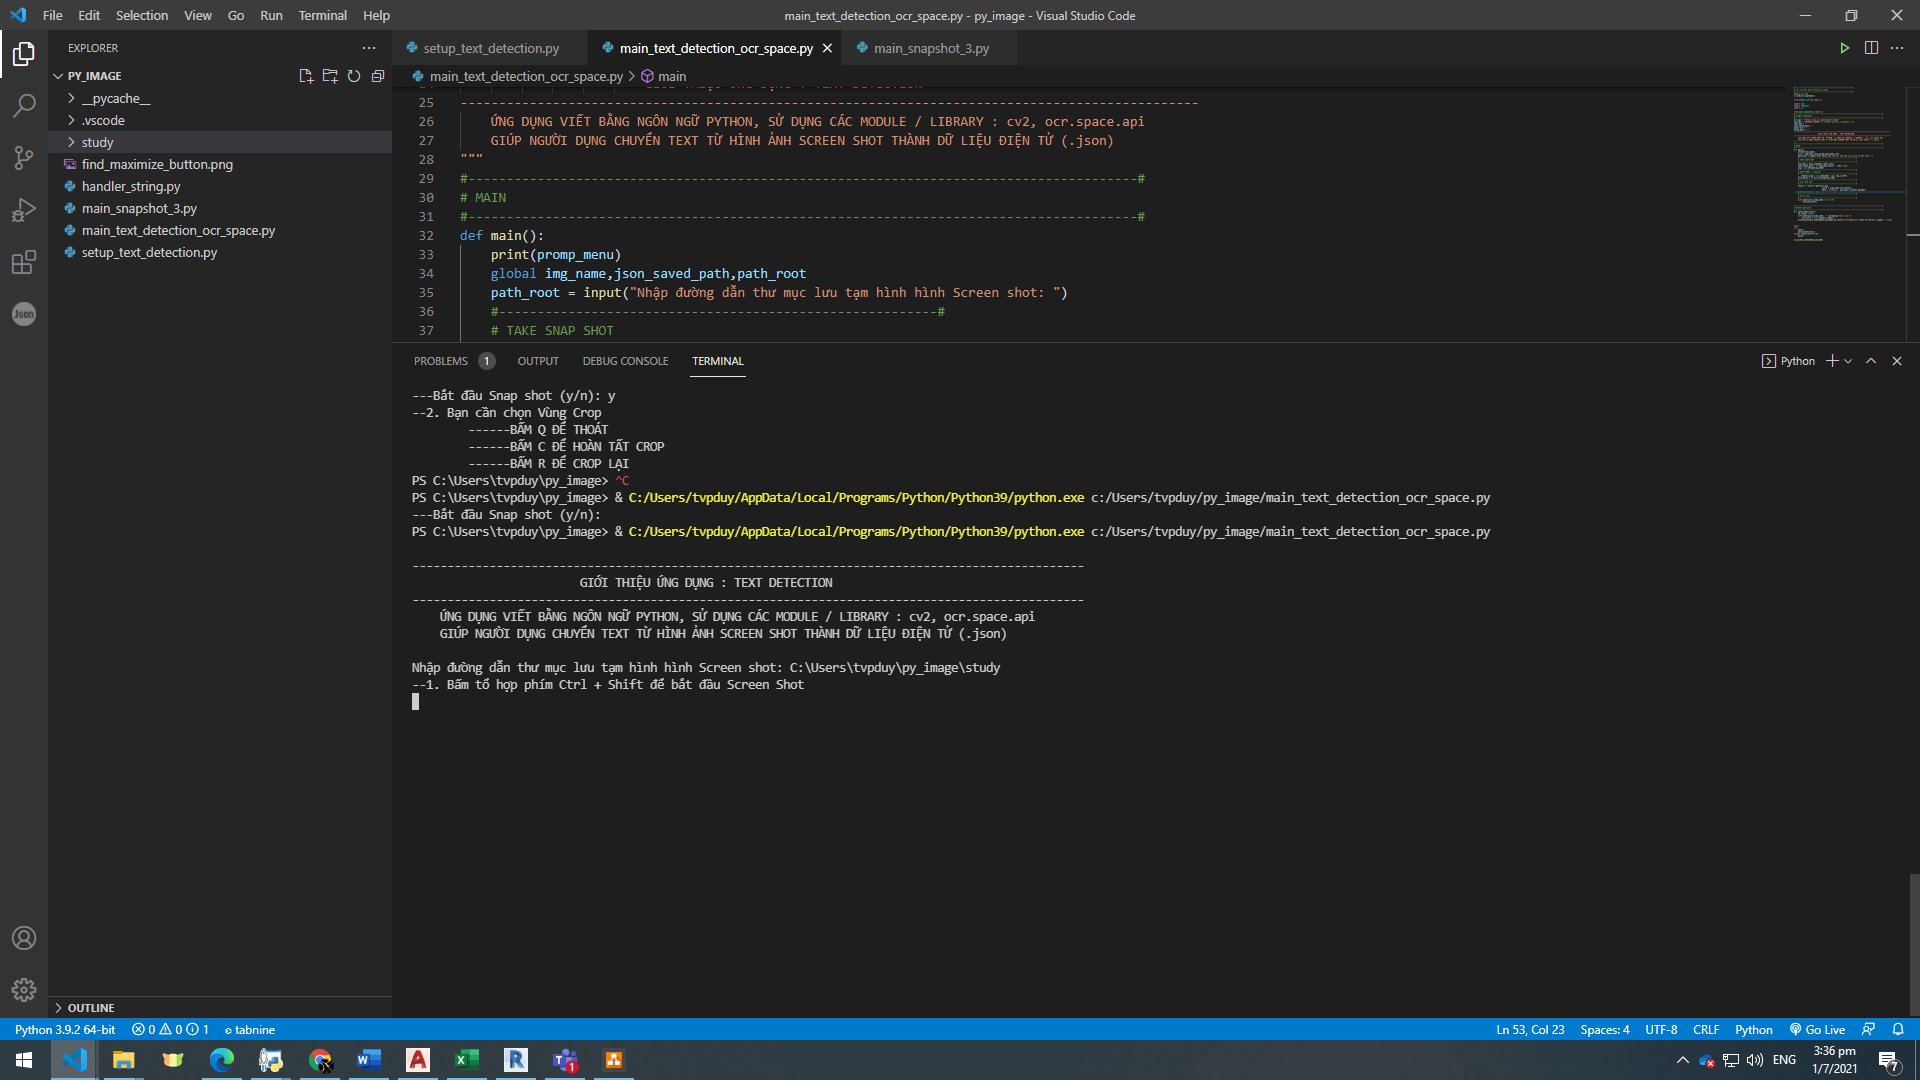 File Edit Selection View Go Run Terminal Help
main_text_detection_ocr_space.py - py_image - Visual Studio Code
EXPLORER
PY_IMAGE
__pycache__
.vscode
study
find_maximize_button.png
handler_string.py
main_snapshot_3.py
main_text_detection_ocr_space.py
setup_text_detection.py
OUTLINE
Json
setup_text_detection.py main_text_detection_ocr_space.py main_snapshot_3.py
main_text_detection_ocr_space.py > main
25 ------------------------------------------------------------------------------------------------
26 ỨNG DỤNG VIẾT BẰNG NGÔN NGỮ PYTHON, SỬ DỤNG CÁC MODULE / LIBRARY : cv2, ocr.space.api
27 GIÚP NGƯỜI DỤNG CHUYỂN TEXT TỪ HÌNH ẢNH SCREEN SHOT THÀNH DỮ LIỆU ĐIỆN TỬ (.json)
28 """
29 #---------------------------------------------------------------------------------------#
30 # MAIN
31 #---------------------------------------------------------------------------------------#
32 def main():
33 print(promp_menu)
34 global img_name,json_saved_path,path_root
35 path_root = input("Nhập đường dẫn thư mục lưu tạm hình hình Screen shot: ")
36 #---------------------------------------------------------#
37 # TAKE SNAP SHOT
PROBLEMS 1 OUTPUT DEBUG CONSOLE TERMINAL
Python
---Bắt đầu Snap shot (y/n): y
--2. Bạn cần chọn Vùng Crop
------BẤM Q ĐỂ THOÁT
------BẤM C ĐỂ HOÀN TẤT CROP
------BẤM R ĐỂ CROP LẠI
PS C:\Users\tvpduy\py_image> ^C
PS C:\Users\tvpduy\py_image> & C:/Users/tvpduy/AppData/Local/Programs/Python/Python39/python.exe c:/Users/tvpduy/py_image/main_text_detection_ocr_space.py
---Bắt đầu Snap shot (y/n):
PS C:\Users\tvpduy\py_image> & C:/Users/tvpduy/AppData/Local/Programs/Python/Python39/python.exe c:/Users/tvpduy/py_image/main_text_detection_ocr_space.py
------------------------------------------------------------------------------------------------
GIỚI THIỆU ỨNG DỤNG : TEXT DETECTION
------------------------------------------------------------------------------------------------
ỨNG DỤNG VIẾT BẰNG NGÔN NGỮ PYTHON, SỬ DỤNG CÁC MODULE / LIBRARY : cv2, ocr.space.api
GIÚP NGƯỜI DỤNG CHUYỂN TEXT TỪ HÌNH ẢNH SCREEN SHOT THÀNH DỮ LIỆU ĐIỆN TỬ (.json)
Nhập đường dẫn thư mục lưu tạm hình hình Screen shot: C:\Users\tvpduy\py_image\study
--1. Bấm tổ hợp phím Ctrl + Shift để bắt đầu Screen Shot
Python 3.9.2 64-bit 0 0 1 tabnine
Ln 53, Col 23 Spaces: 4 UTF-8 CRLF Python Go Live
ENG
3:36 pm
1/7/2021
7
1